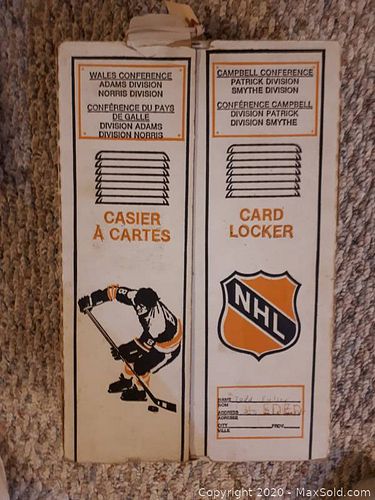 WALES CONFERENCE
ADAMS DIVISION
NORRIS DIVISION
CONFÉRENCE DU PAYS
DE GALLE
DIVISION ADAMS
DIVISION NORRIS
CASIER
À CARTES
CAMPBELL CONFERENCE
PATRICK DIVISION
SMYTHE DIVISION
CONFÉRENCE CAMPBELL
DIVISION PATRICK
DIVISION SMYTHE
CARD
LOCKER
NHL
NAME
NOM
ADDRESS
ADRESSE
CITY PROV.
VILLE
8
Copyright © 2020 - MaxSold.com